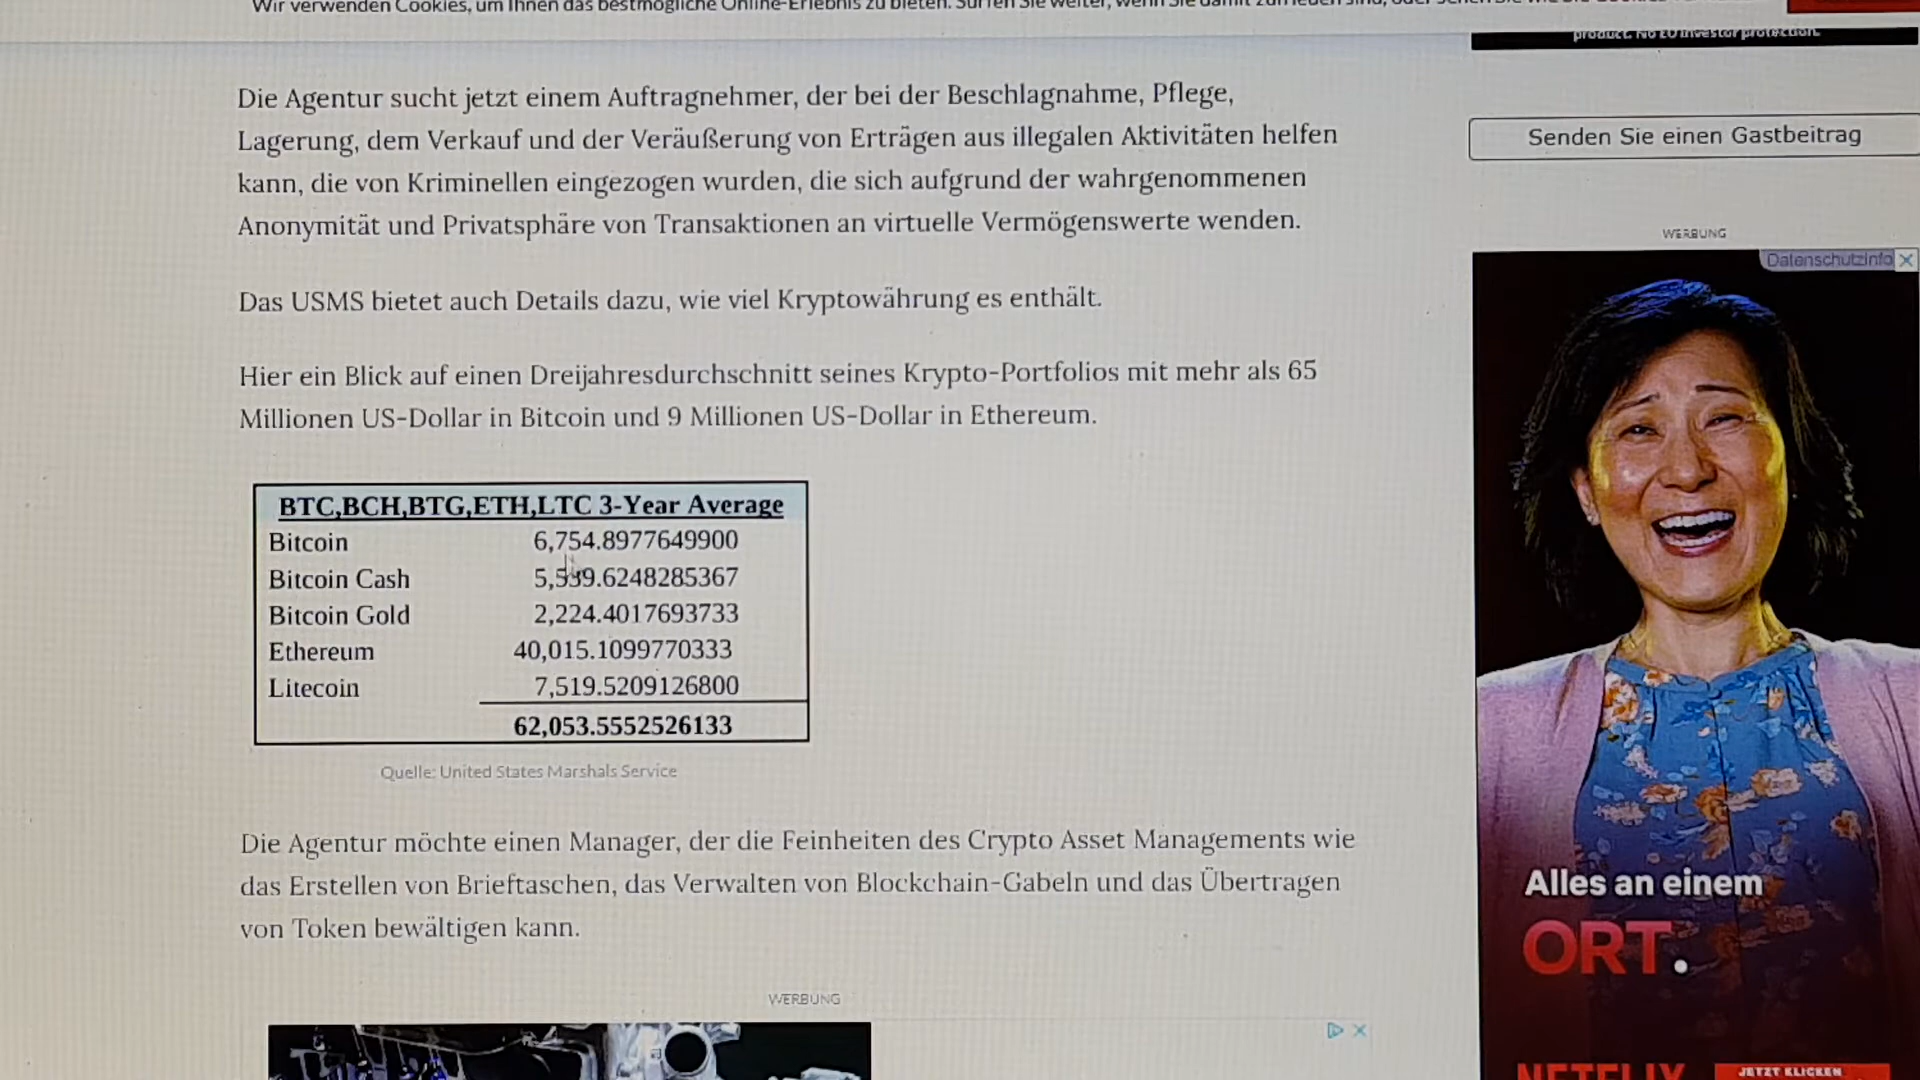 Wir verwenden Cookies, um Ihnen das bestmögliche Online-Erlebnis zu bieten. Surfen Sie weiter, wenn Sie damit zufrieden sind, oder sehen Sie
product. No EU investor protection.
Die Agentur sucht jetzt einem Auftragnehmer, der bei der Beschlagnahme, Pflege,
Lagerung, dem Verkauf und der Veräußerung von Erträgen aus illegalen Aktivitäten helfen
kann, die von Kriminellen eingezogen wurden, die sich aufgrund der wahrgenommenen
Anonymität und Privatsphäre von Transaktionen an virtuelle Vermögenswerte wenden.
Das USMS bietet auch Details dazu, wie viel Kryptowährung es enthält.
Hier ein Blick auf einen Dreijahresdurchschnitt seines Krypto-Portfolios mit mehr als 65
Millionen US-Dollar in Bitcoin und 9 Millionen US-Dollar in Ethereum.
BTC,BCH,BTG,ETH,LTC 3-Year Average
Bitcoin 6,754.8977649900
Bitcoin Cash 5,539.6248285367
Bitcoin Gold 2,224.4017693733
Ethereum 40,015.1099770333
Litecoin 7,519.5209126800
62,053.5552526133
Quelle: United States Marshals Service
Die Agentur möchte einen Manager, der die Feinheiten des Crypto Asset Managements wie
das Erstellen von Brieftaschen, das Verwalten von Blockchain-Gabeln und das Übertragen
von Token bewältigen kann.
WERBUNG
Senden Sie einen Gastbeitrag
WERBUNG
Datenschutzinfo
Alles an einem
ORT.
NETFLIX
JETZT KLICKEN